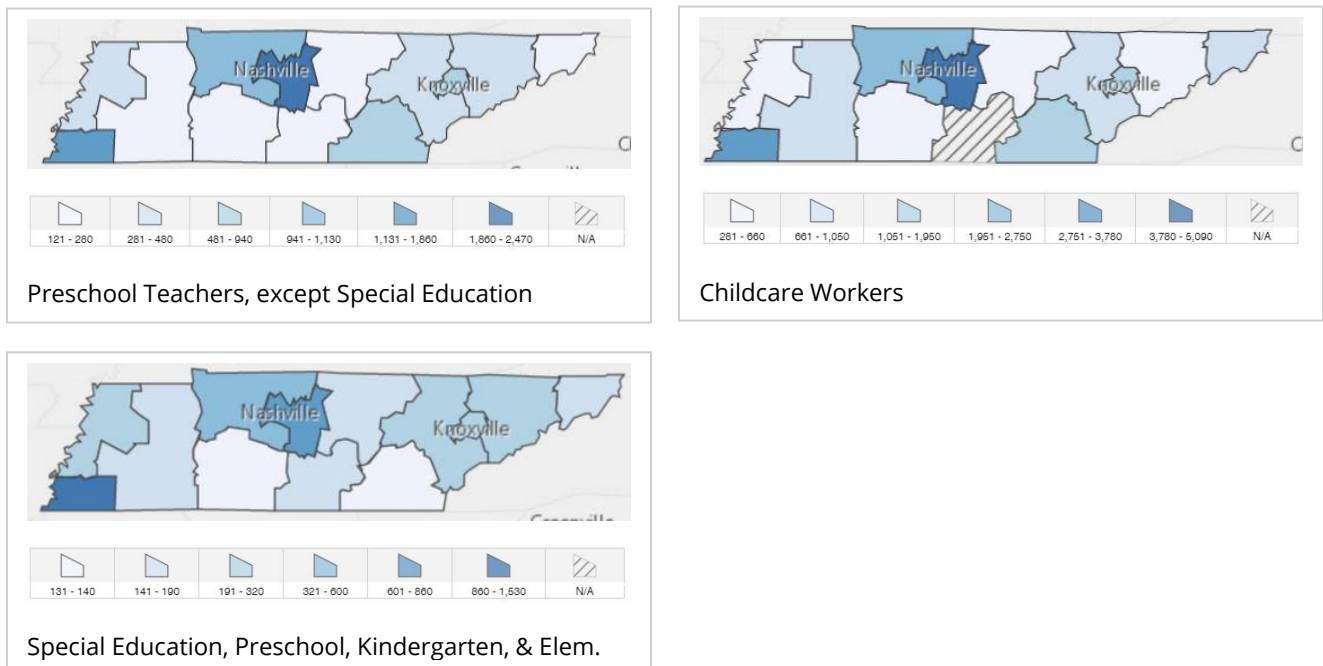 Nashville
Knoxville
121 - 280 281 - 480 481 - 940 941 - 1,130 1,131 - 1,860 1,860 - 2,470 N/A
Preschool Teachers, except Special Education
Nashville
Knoxville
281 - 660 661 - 1,050 1,051 - 1,950 1,951 - 2,750 2,751 - 3,780 3,780 - 5,090 N/A
Childcare Workers
Nashville
Knoxville
131 - 140 141 - 190 191 - 320 321 - 600 601 - 860 860 - 1,530 N/A
Special Education, Preschool, Kindergarten, & Elem.